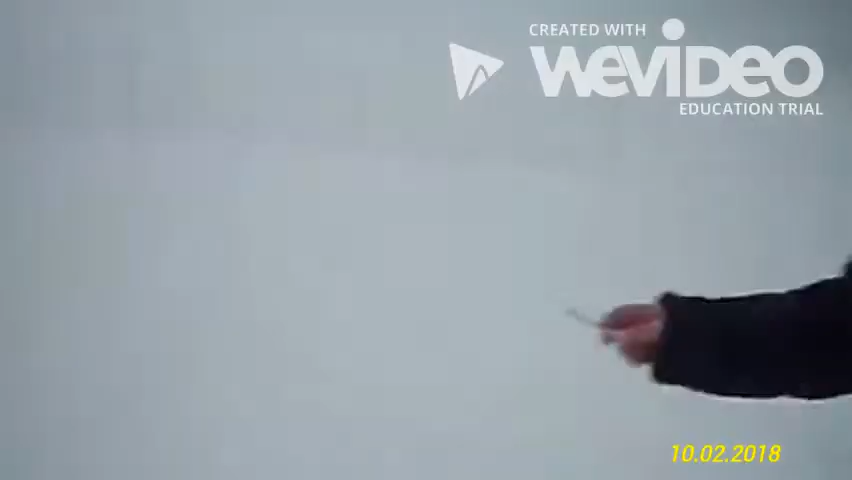 CREATED WITH
WEVIDEO
EDUCATION TRIAL
10.02.2018